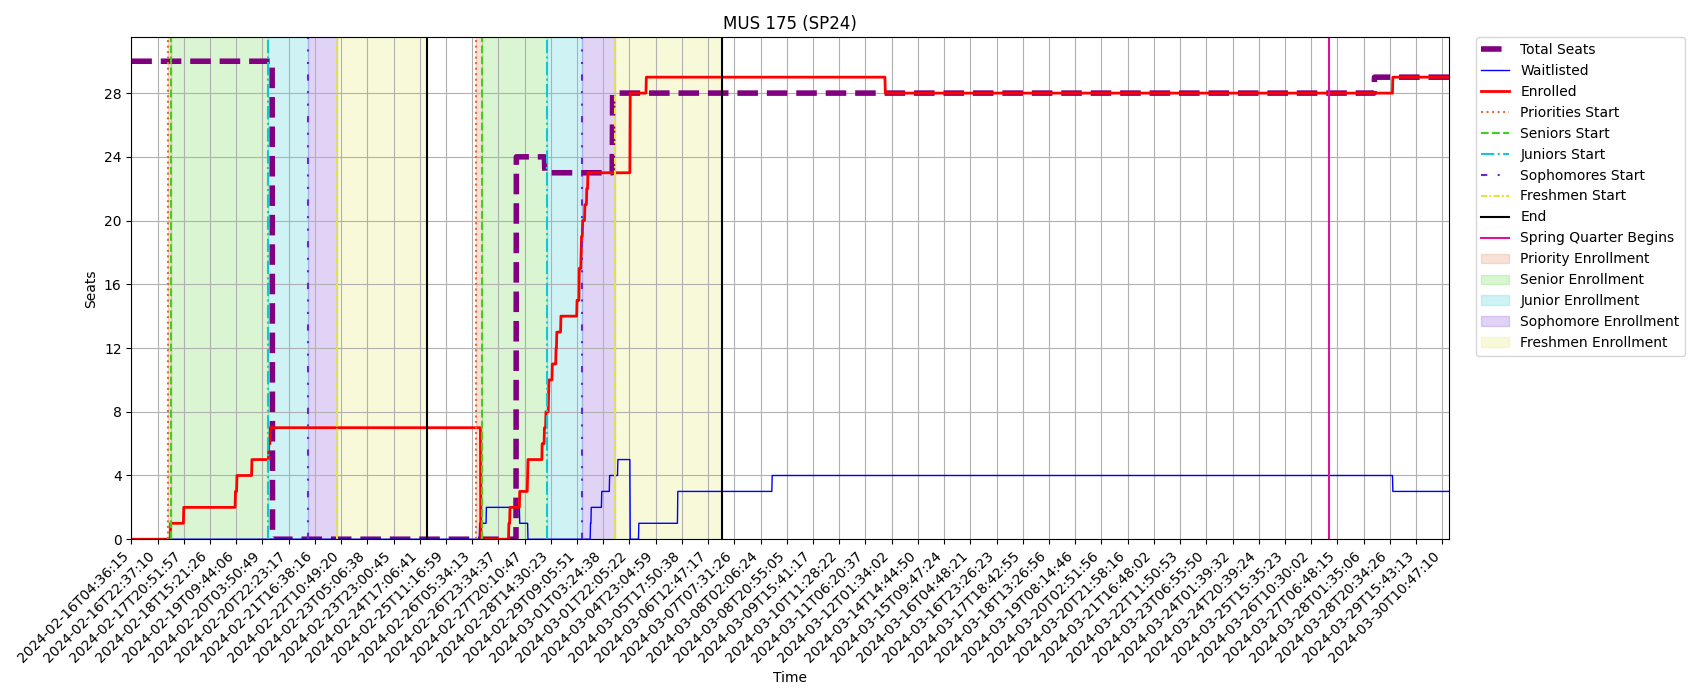 MUS 175 (SP24)
Seats
28
24
20
16
12
8
4
0
2024-02-16T04:36:15
2024-02-16T22:37:10
2024-02-17T20:51:57
2024-02-18T15:21:26
2024-02-19T09:44:06
2024-02-20T03:50:49
2024-02-20T22:23:17
2024-02-21T16:38:16
2024-02-22T10:49:20
2024-02-23T05:06:38
2024-02-23T23:00:45
2024-02-24T17:06:41
2024-02-25T11:16:59
2024-02-26T05:34:13
2024-02-26T23:34:37
2024-02-27T20:10:47
2024-02-28T14:30:23
2024-02-29T09:05:51
2024-03-01T03:24:38
2024-03-01T22:05:22
2024-03-04T23:04:59
2024-03-05T17:50:38
2024-03-06T12:47:17
2024-03-07T07:31:26
2024-03-08T02:06:24
2024-03-08T20:55:05
2024-03-09T15:41:17
2024-03-10T11:28:22
2024-03-11T06:20:37
2024-03-12T01:34:02
2024-03-14T14:44:50
2024-03-15T09:47:24
2024-03-16T04:48:21
2024-03-16T23:26:23
2024-03-17T18:42:55
2024-03-18T13:26:56
2024-03-19T08:14:46
2024-03-20T02:51:56
2024-03-20T21:58:16
2024-03-21T16:48:02
2024-03-22T11:50:53
2024-03-23T06:55:50
2024-03-24T01:39:32
2024-03-24T20:39:24
2024-03-25T15:35:23
2024-03-26T10:30:02
2024-03-27T06:48:15
2024-03-28T01:35:06
2024-03-28T20:34:26
2024-03-29T15:43:13
2024-03-30T10:47:10
Time
Total Seats
Waitlisted
Enrolled
Priorities Start
Seniors Start
Juniors Start
Sophomores Start
Freshmen Start
End
Spring Quarter Begins
Priority Enrollment
Senior Enrollment
Junior Enrollment
Sophomore Enrollment
Freshmen Enrollment